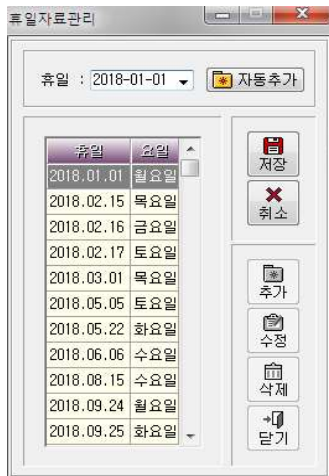 휴일자료관리
휴일 : 2018-01-01 자동추가
휴일 요일
2018.01.01 월요일
2018.02.15 목요일
2018.02.16 금요일
2018.02.17 토요일
2018.03.01 목요일
2018.05.05 토요일
2018.05.22 화요일
2018.06.06 수요일
2018.08.15 수요일
2018.09.24 월요일
2018.09.25 화요일
저장
취소
추가
수정
삭제
닫기